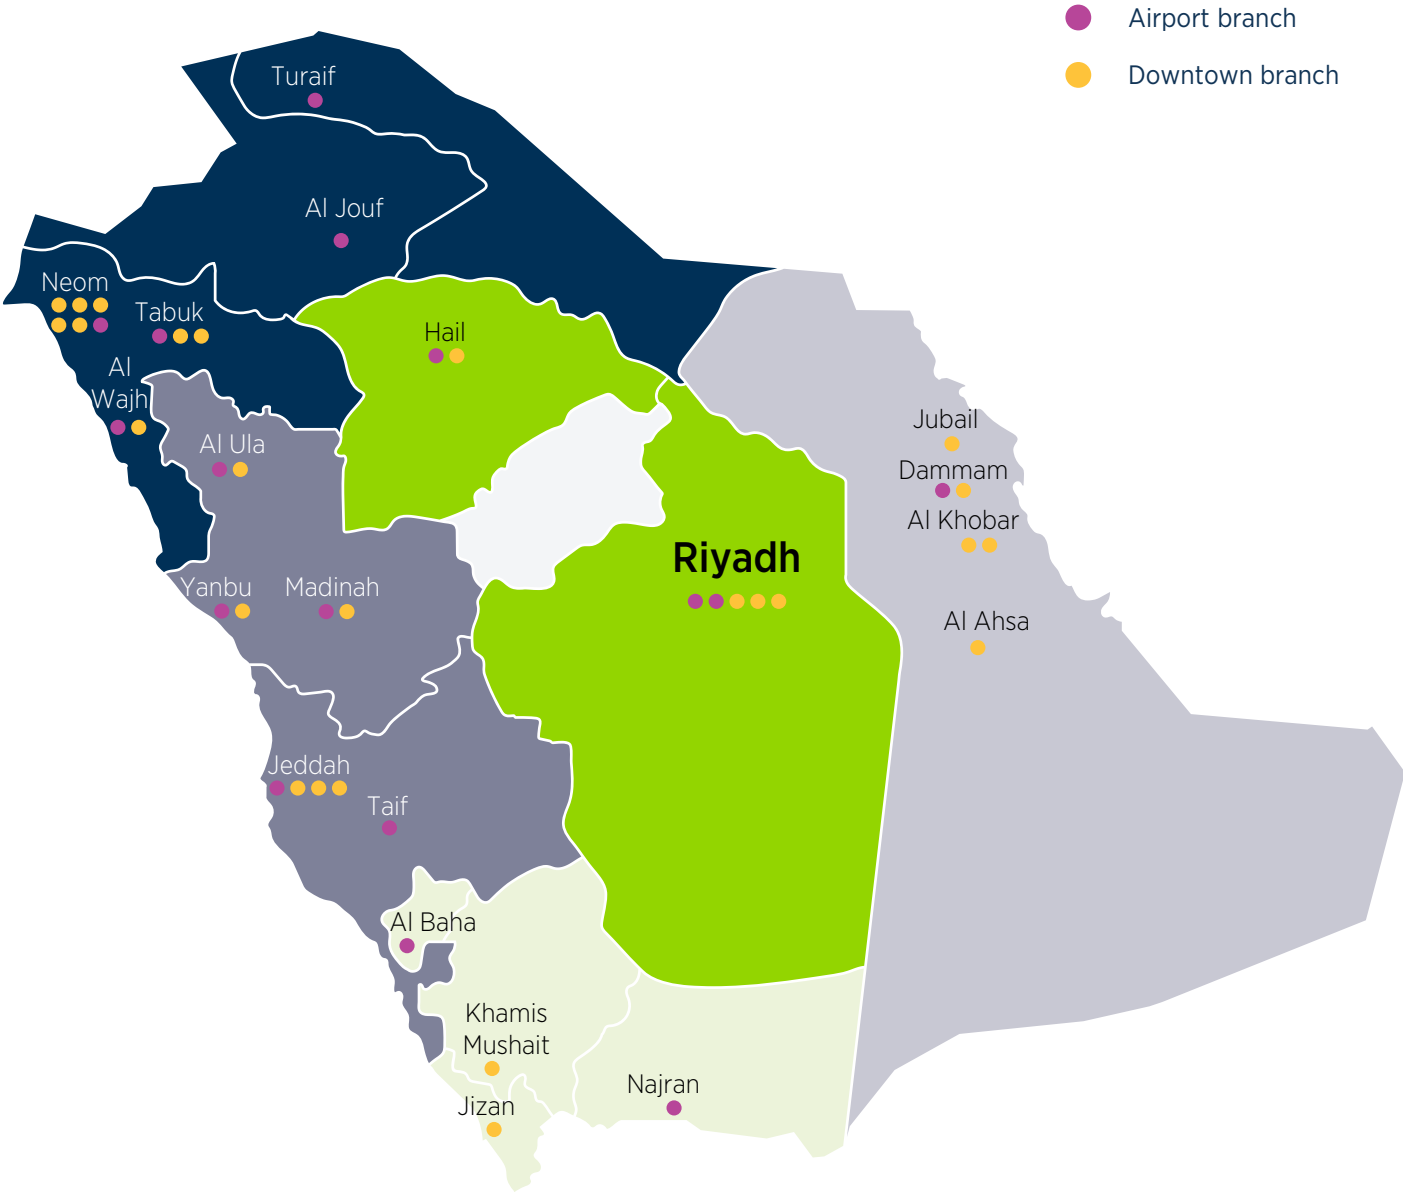 Airport branch
Downtown branch
Turaif
Al Jouf
Neom
Tabuk
Hail
Al
Wajh
Al Ula
Jubail
Dammam
Al Khobar
Riyadh
Yanbu
Madinah
Al Ahsa
Jeddah
Taif
Al Baha
Khamis
Mushait
Najran
Jizan